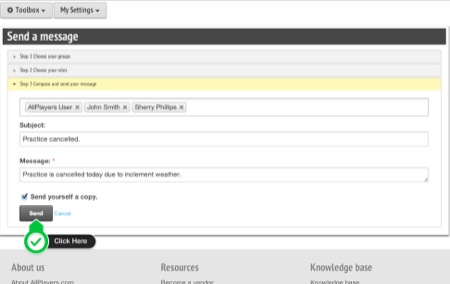 Toolbox My Settings
Send a message
Step 1 Choose your groups
Step 2 Choose your roles
Step 3 Compose and send your message
AllPlayers User × John Smith × Sherry Phillips ×
Subject:
Practice cancelled.
Message: *
Practice is cancelled today due to inclement weather.
Send yourself a copy.
Send Cancel
Click Here
About us Resources Knowledge base
About AllPlayers.com Become a vendor Knowledge base